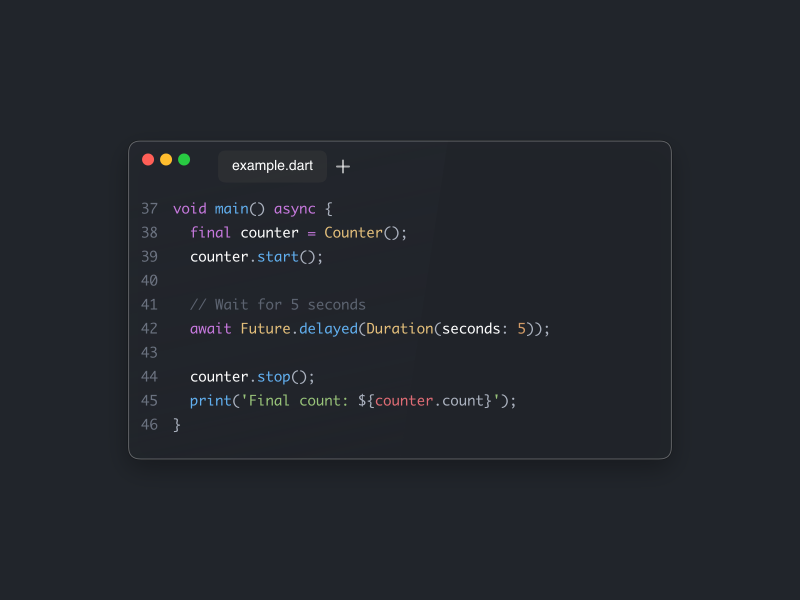 example.dart +
37 void main() async {
38   final counter = Counter();
39   counter.start();
40
41   // Wait for 5 seconds
42   await Future.delayed(Duration(seconds: 5));
43
44   counter.stop();
45   print('Final count: ${counter.count}');
46 }